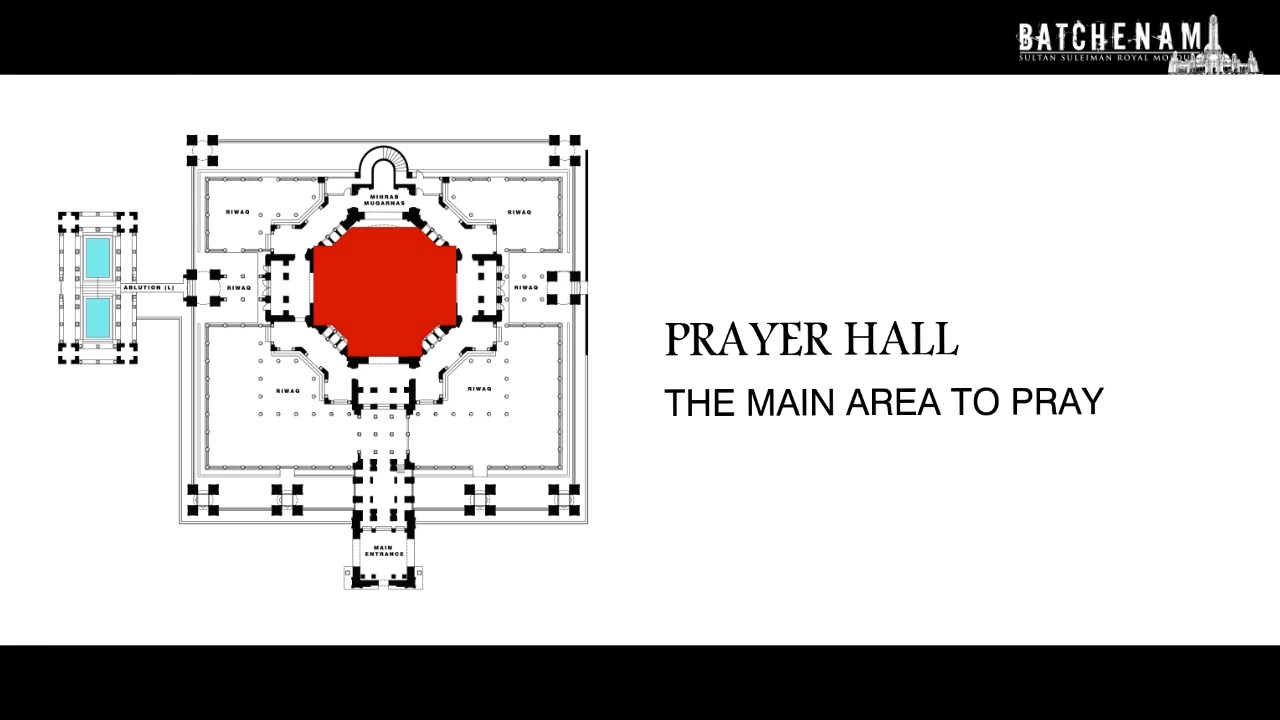 BATCHENAM
SULTAN SULEIMAN ROYAL MOSQUE
MIHRAB
MUQARNAS
RIWAQ
RIWAQ
ABLUTION (L)
RIWAQ
RIWAQ
PRAYER HALL
RIWAQ
RIWAQ
THE MAIN AREA TO PRAY
MAIN
ENTRANCE